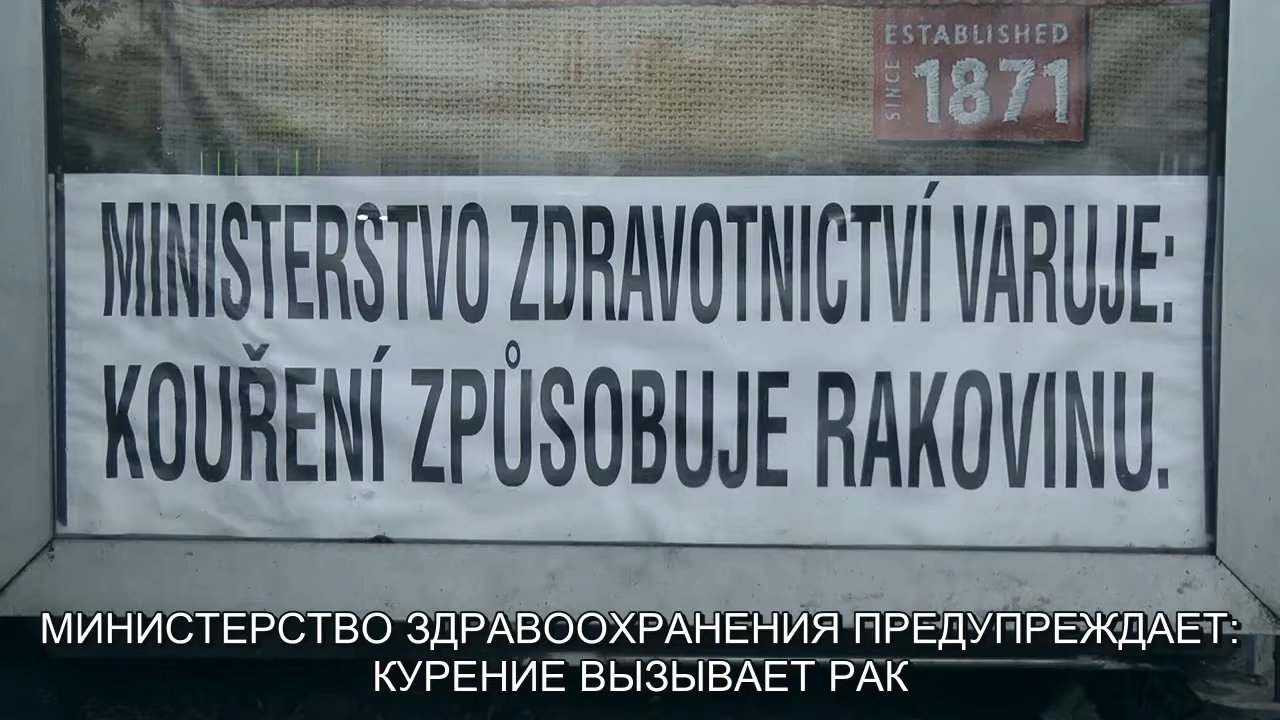 ESTABLISHED
SINCE 1871
MINISTERSTVO ZDRAVOTNICTVÍ VARUJE:
KOUŘENÍ ZPŮSOBUJE RAKOVINU.
МИНИСТЕРСТВО ЗДРАВООХРАНЕНИЯ ПРЕДУПРЕЖДАЕТ:
КУРЕНИЕ ВЫЗЫВАЕТ РАК